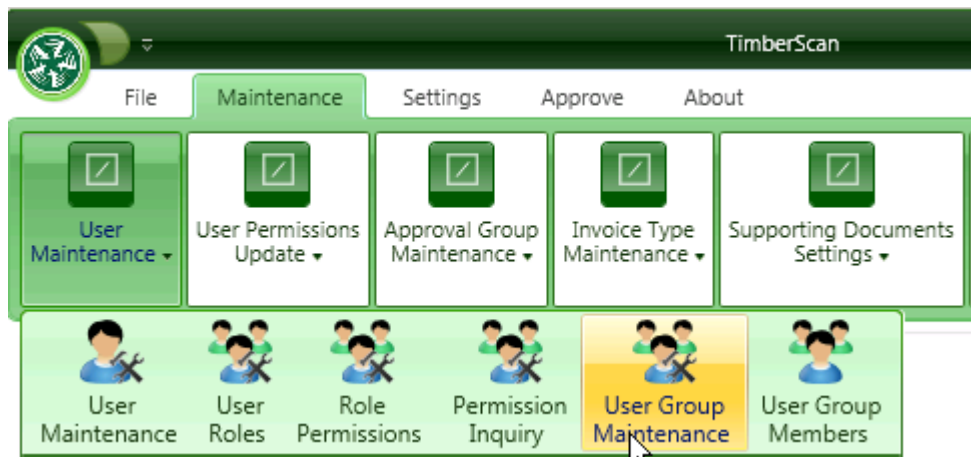 TimberScan
File Maintenance Settings Approve About
User User Permissions Approval Group Invoice Type Supporting Documents
Maintenance Update Maintenance Maintenance Settings
User User Role Permission User Group User Group
Maintenance Roles Permissions Inquiry Maintenance Members